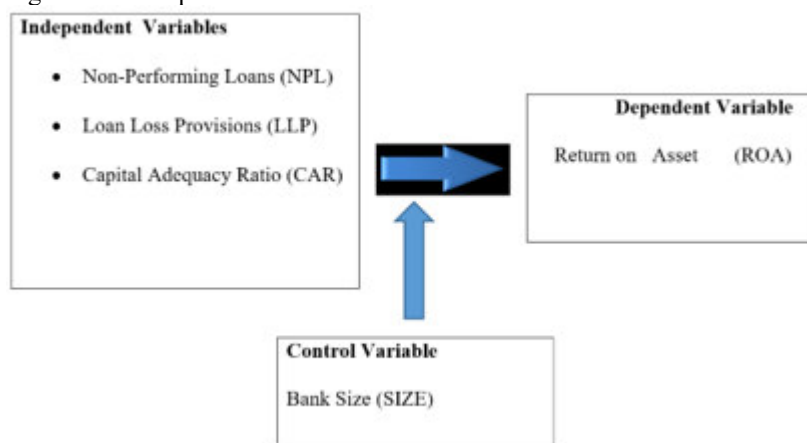 Independent Variables
• Non-Performing Loans (NPL)
• Loan Loss Provisions (LLP)
• Capital Adequacy Ratio (CAR)
Dependent Variable
Return on Asset (ROA)
Control Variable
Bank Size (SIZE)